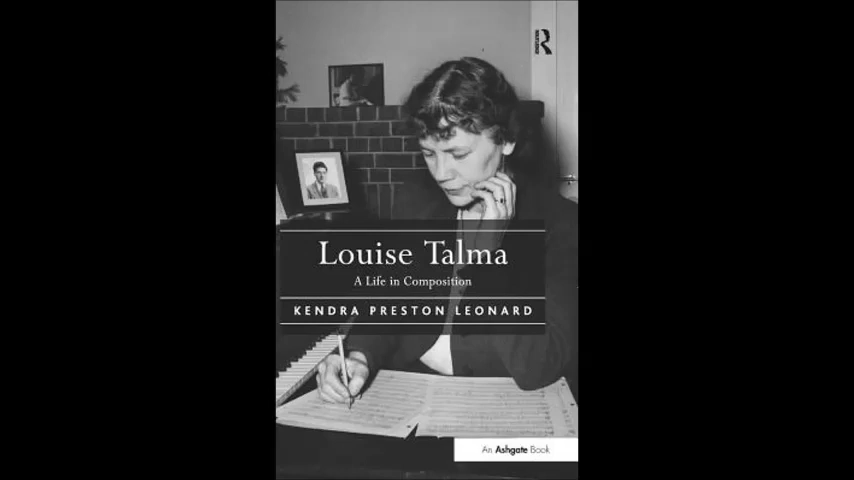 Louise Talma
A Life in Composition
KENDRA PRESTON LEONARD
An Ashgate Book